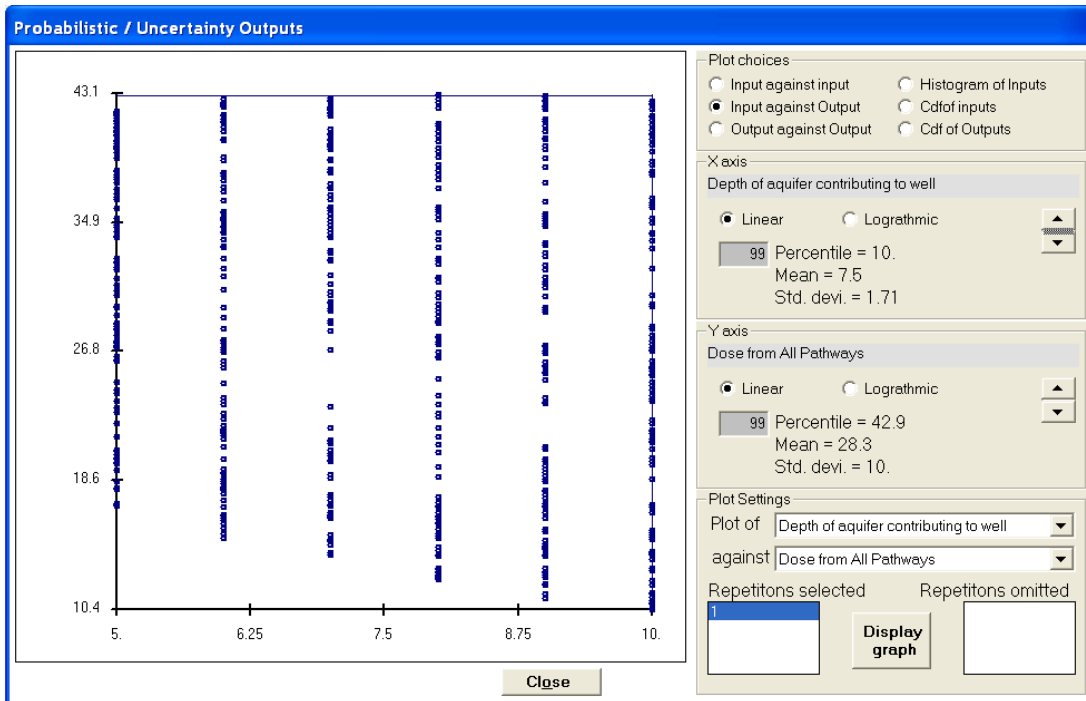 Probabilistic / Uncertainty Outputs
43.1
34.9
26.8
18.6
10.4
5.
6.25
7.5
8.75
10.
Close
Plot choices
Input against input
Histogram of Inputs
Input against Output
Cdfof inputs
Output against Output
Cdf of Outputs
X axis
Depth of aquifer contributing to well
Linear
Lograthmic
99 Percentile = 10.
Mean = 7.5
Std. devi. = 1.71
Y axis
Dose from All Pathways
Linear
Lograthmic
99 Percentile = 42.9
Mean = 28.3
Std. devi. = 10.
Plot Settings
Plot of Depth of aquifer contributing to well
against Dose from All Pathways
Repetitons selected
Repetitons omitted
1
Display
graph